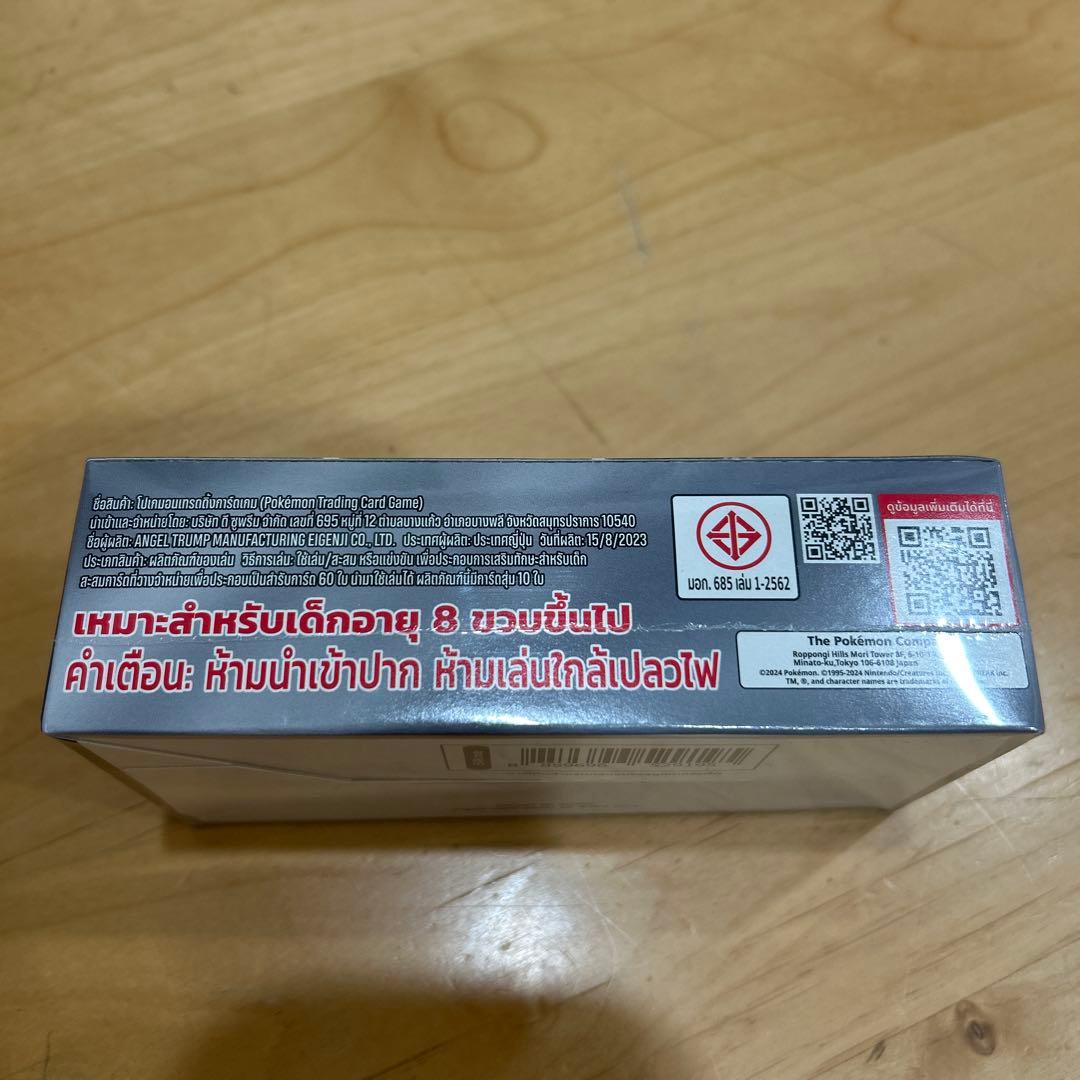 ชื่อสินค้า: โปเกมอนเทรดดิ้งการ์ดเกม (Pokémon Trading Card Game)
นำเข้าและจำหน่ายโดย: บริษัท ที ซูพรีม จำกัด เลขที่ 695 หมู่ที่ 12 ตำบลบางแก้ว อำเภอบางพลี จังหวัดสมุทรปราการ 10540
ชื่อผู้ผลิต: ANGEL TRUMP MANUFACTURING EIGENJI CO., LTD. ประเทศผู้ผลิต: ประเทศญี่ปุ่น วันที่ผลิต: 15/8/2023
ประเภทสินค้า: ผลิตภัณฑ์ของเล่น วิธีการเล่น: ใช้เล่น/สะสม หรือแข่งขัน เพื่อประกอบการเสริมทักษะสำหรับเด็ก
สะสมการ์ดที่วางจำหน่ายเพื่อประกอบเป็นสำรับการ์ด 60 ใบ นำมาใช้เล่นได้ ผลิตภัณฑ์นี้มีการ์ดสุ่ม 10 ใบ
เหมาะสำหรับเด็กอายุ 8 ขวบขึ้นไป
คำเตือน: ห้ามนำเข้าปาก ห้ามเล่นใกล้เปลวไฟ
มอก. 685 เล่ม 1-2562
ดูข้อมูลเพิ่มเติมได้ที่นี่
The Pokémon
Roppongi Hills Mori Tower 8F,
Minato-ku,Tokyo 106-6108 Japan
©2024 Pokémon. ©1995-2024 Nintendo/Creatures Inc.
TM, ®, and character names are trademarks